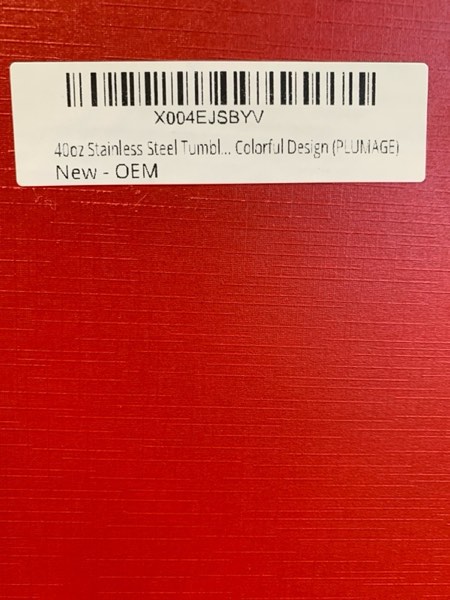 X004EJSBYV
40oz Stainless Steel Tumbl... Colorful Design (PLUMAGE)
New - OEM